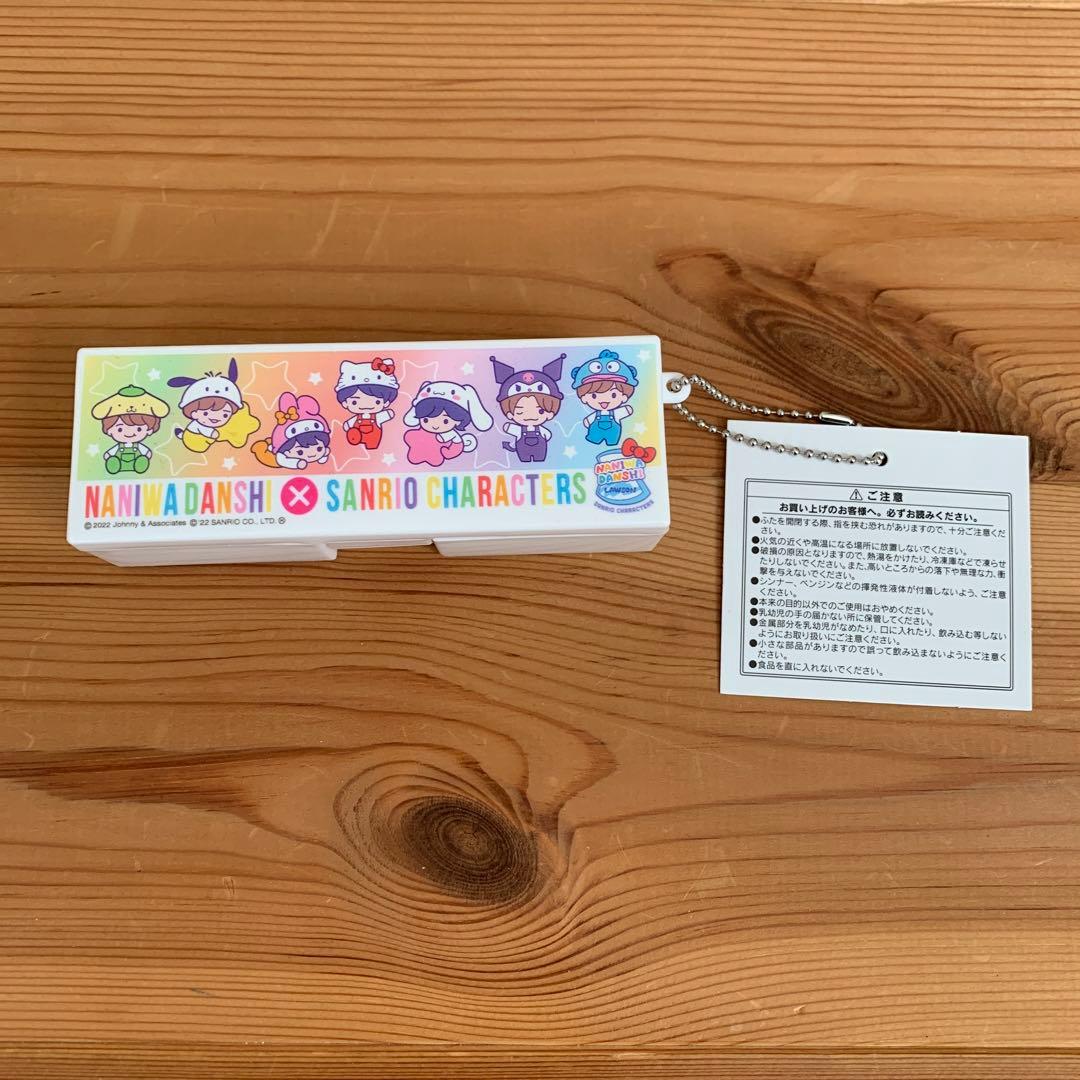 NANIWA DANSHI × SANRIO CHARACTERS
©2022 Johnny & Associates © '22 SANRIO CO., LTD. Ⓗ
NANIWA
DANSHI
LAWSON
SANRIO CHARACTERS
⚠ ご注意
お買い上げのお客様へ。必ずお読みください。
●ふたを開閉する際、指を挟む恐れがありますので、十分ご注意くだ
さい。
●火気の近くや高温になる場所に放置しないでください。
●破損の原因となりますので、熱湯をかけたり、冷凍庫などで凍らせ
たりしないでください。また、高いところからの落下や無理な力、衝
撃を与えないでください。
●シンナー、ベンジンなどの揮発性液体が付着しないよう、ご注意
ください。
●本来の目的以外でのご使用はおやめください。
●乳幼児の手の届かない所に保管してください。
●金属部分を乳幼児がなめたり、口に入れたり、飲み込む等しない
ようにお取り扱いにご注意ください。
●小さな部品がありますので誤って飲み込まないようにご注意く
ださい。
●食品を直に入れないでください。